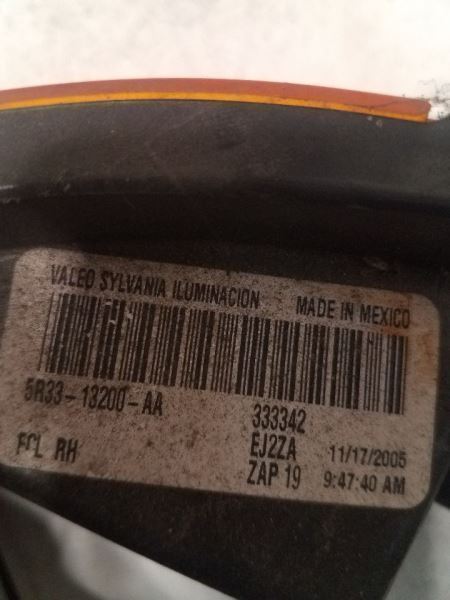 VALEO SYLVANIA ILUMINACION MADE IN MEXICO
5R33-13200-AA 333342
EJ2ZA 11/17/2005
FCL RH ZAP 19 9:47:40 AM